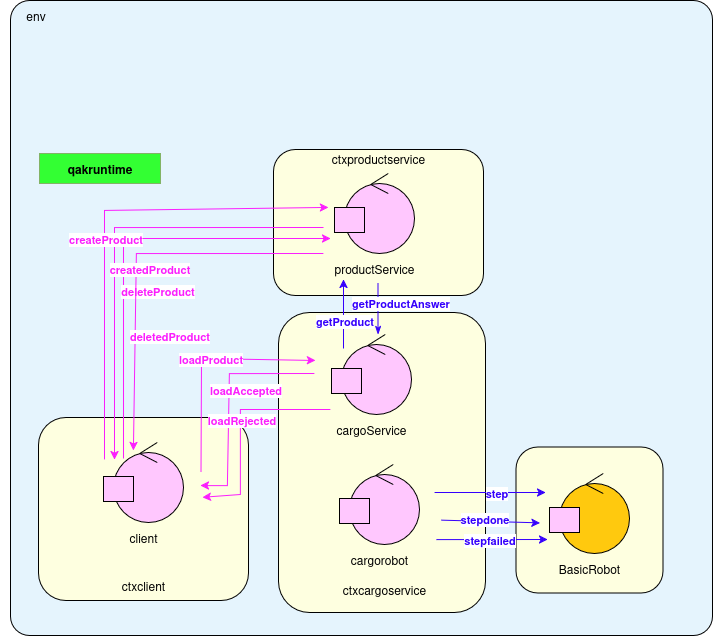 env
qakruntime
ctxproductservice
createProduct
createdProduct
productService
deleteProduct
getProductAnswer
getProduct
deletedProduct
loadProduct
loadAccepted
loadRejected
cargoService
step
stepdone
stepfailed
client
cargorobot
BasicRobot
ctxclient
ctxcargoservice